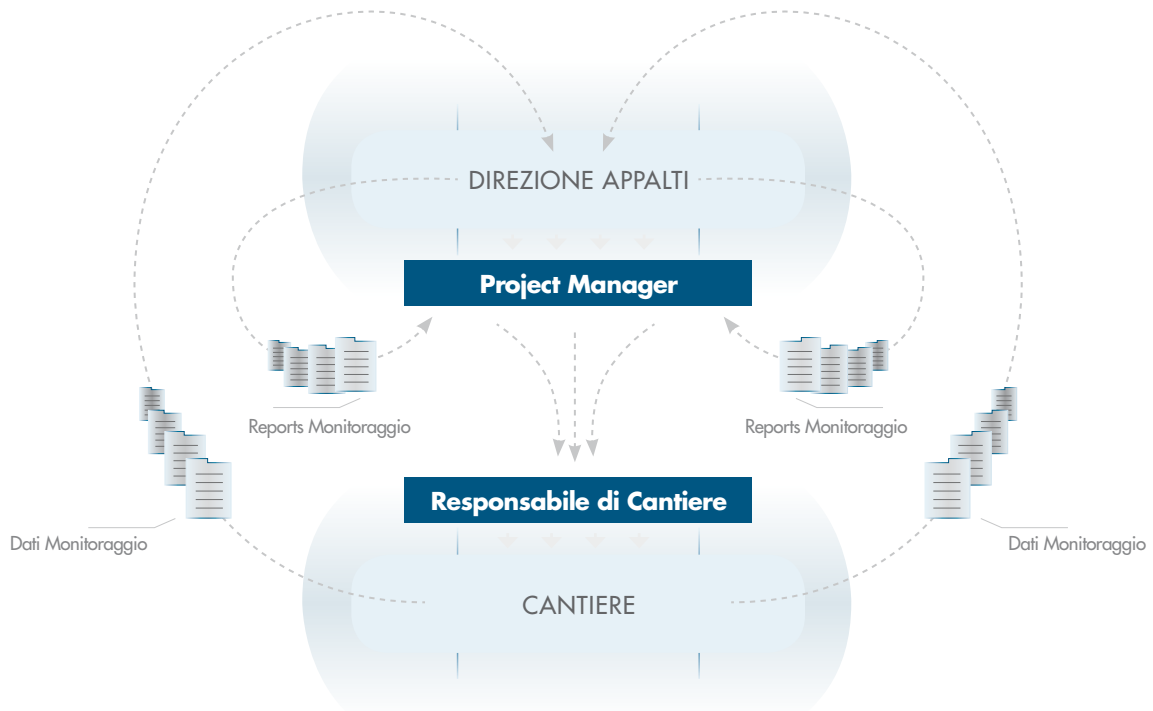 DIREZIONE APPALTI
Project Manager
Reports Monitoraggio
Reports Monitoraggio
Responsabile di Cantiere
Dati Monitoraggio
Dati Monitoraggio
CANTIERE